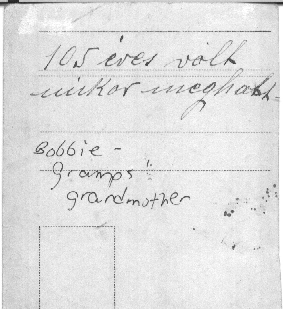 105 éves volt
mikor meghalt
Bobbie -
Gramps'
grandmother